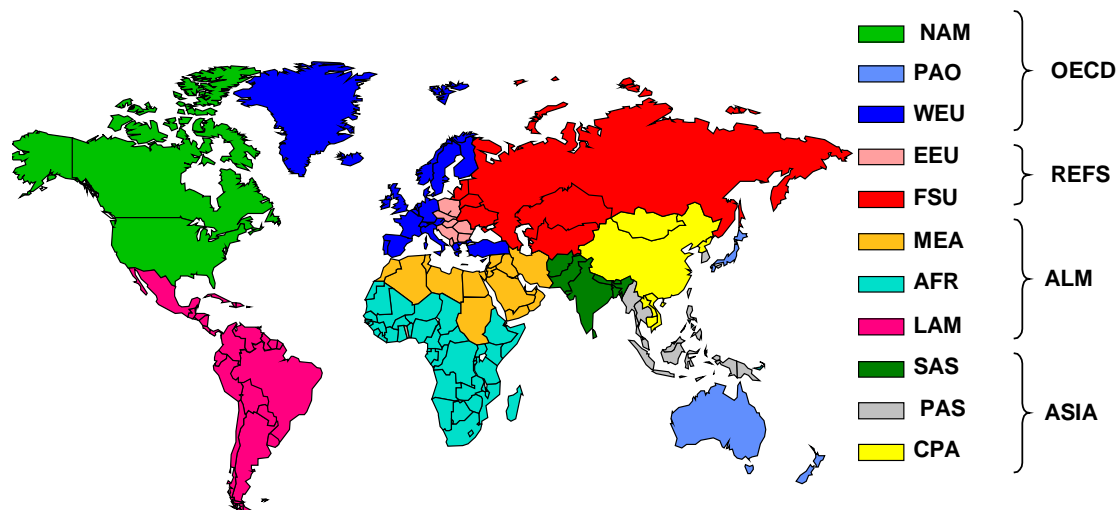 NAM
PAO
WEU
OECD
EEU
FSU
REFS
MEA
AFR
LAM
ALM
SAS
PAS
CPA
ASIA